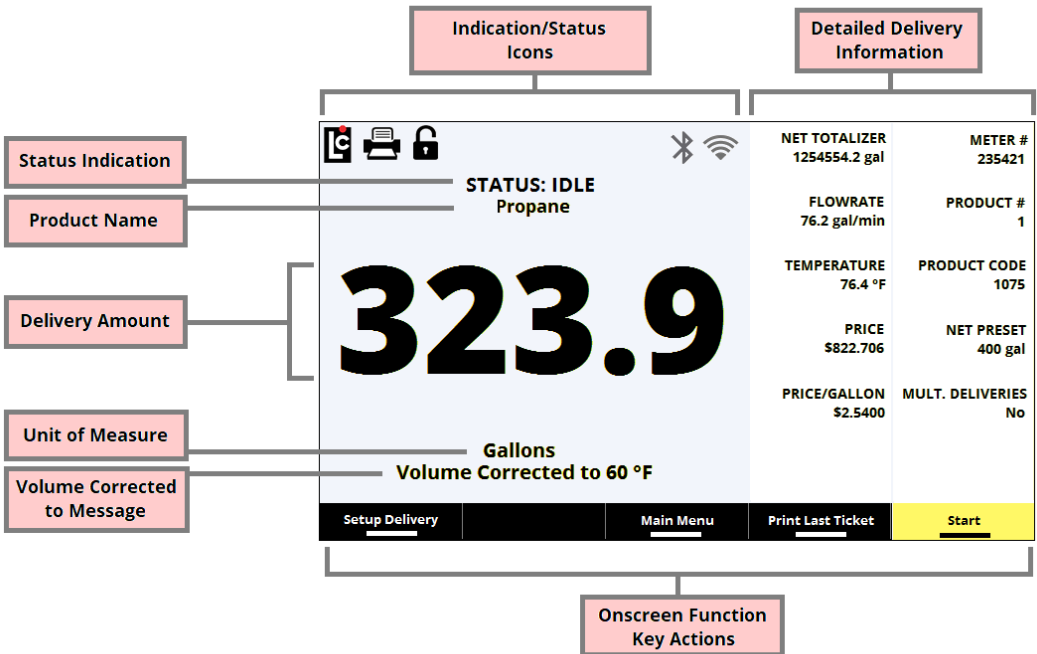 Indication/Status
Icons
Detailed Delivery
Information
Status Indication
Product Name
Delivery Amount
Unit of Measure
Volume Corrected
to Message
LC
STATUS: IDLE
Propane
323.9
Gallons
Volume Corrected to 60 °F
NET TOTALIZER
1254554.2 gal
METER #
235421
FLOWRATE
76.2 gal/min
PRODUCT #
1
TEMPERATURE
76.4 °F
PRODUCT CODE
1075
PRICE
$822.706
NET PRESET
400 gal
PRICE/GALLON
$2.5400
MULT. DELIVERIES
No
Setup Delivery
Main Menu
Print Last Ticket
Start
Onscreen Function
Key Actions